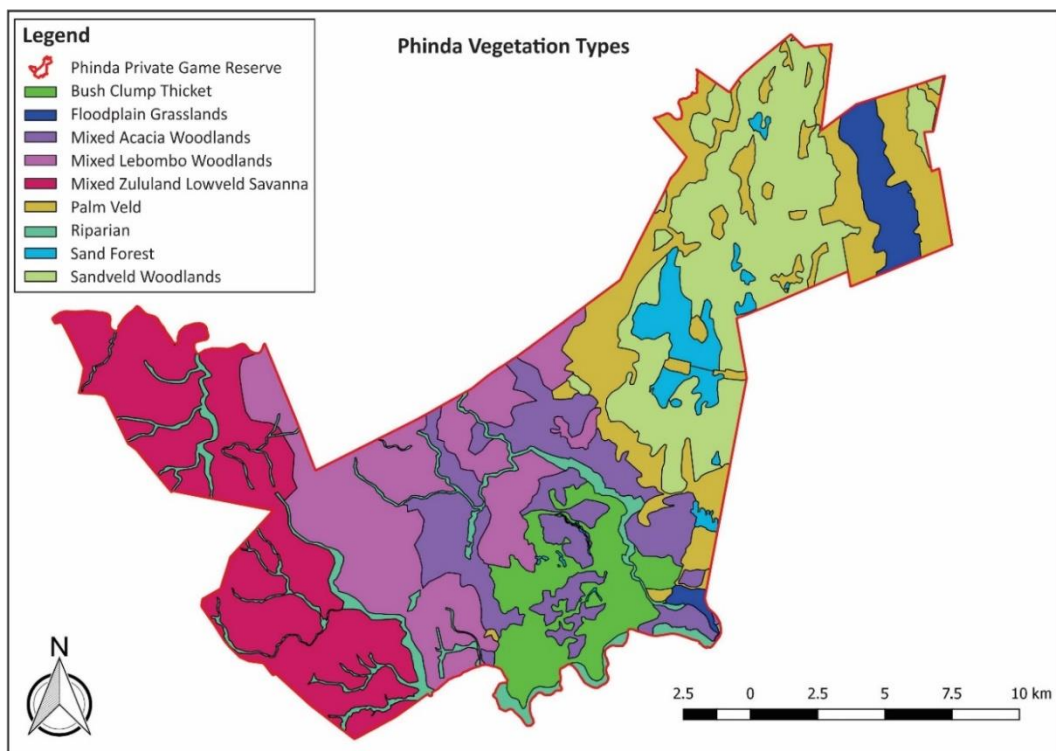 Legend
Phinda Private Game Reserve
Bush Clump Thicket
Floodplain Grasslands
Mixed Acacia Woodlands
Mixed Lebombo Woodlands
Mixed Zululand Lowveld Savanna
Palm Veld
Riparian
Sand Forest
Sandveld Woodlands
Phinda Vegetation Types
N
2.5 0 2.5 5 7.5 10 km